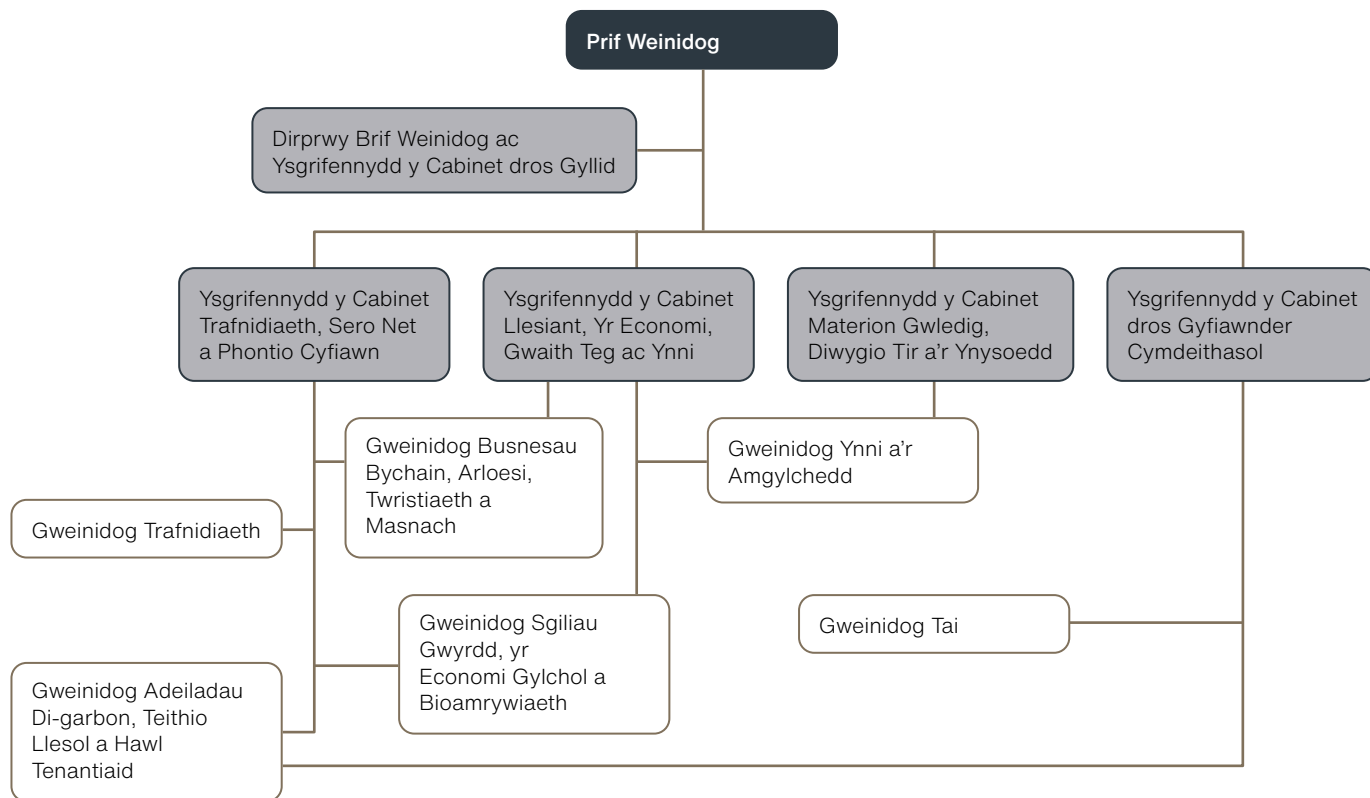 Prif Weinidog
Dirprwy Brif Weinidog ac
Ysgrifennydd y Cabinet dros Gyllid
Ysgrifennydd y Cabinet
Trafnidiaeth, Sero Net
a Phontio Cyfiawn
Ysgrifennydd y Cabinet
Llesiant, Yr Economi,
Gwaith Teg ac Ynni
Ysgrifennydd y Cabinet
Materion Gwledig,
Diwygio Tir a’r Ynysoedd
Ysgrifennydd y Cabinet
dros Gyfiawnder
Cymdeithasol
Gweinidog Busnesau
Bychain, Arloesi,
Twristiaeth a
Masnach
Gweinidog Ynni a’r
Amgylchedd
Gweinidog Trafnidiaeth
Gweinidog Sgiliau
Gwyrdd, yr
Economi Gylchol a
Bioamrywiaeth
Gweinidog Tai
Gweinidog Adeiladau
Di-garbon, Teithio
Llesol a Hawl
Tenantiaid